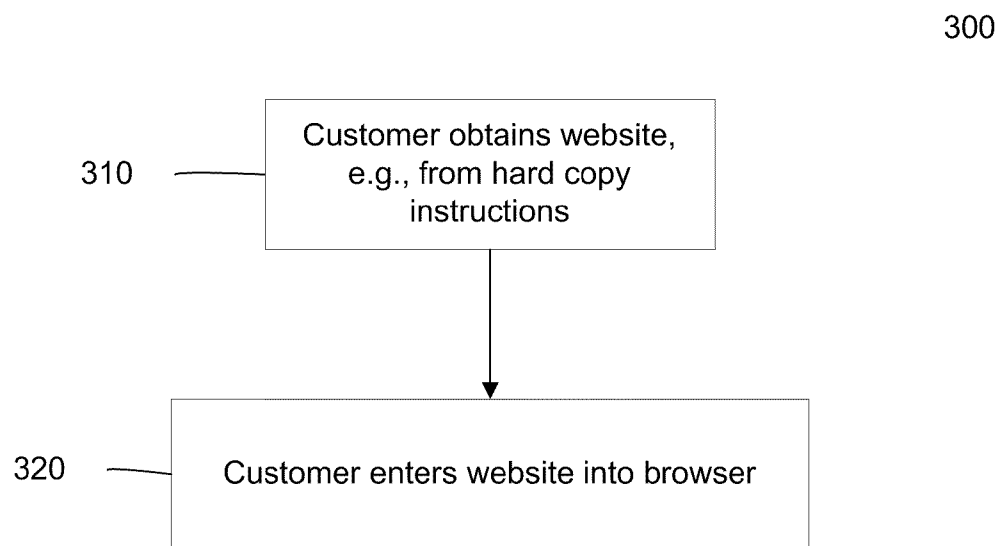 300
Customer obtains website,
310
e.g., from hard copy
instructions
320
Customer enters website into browser